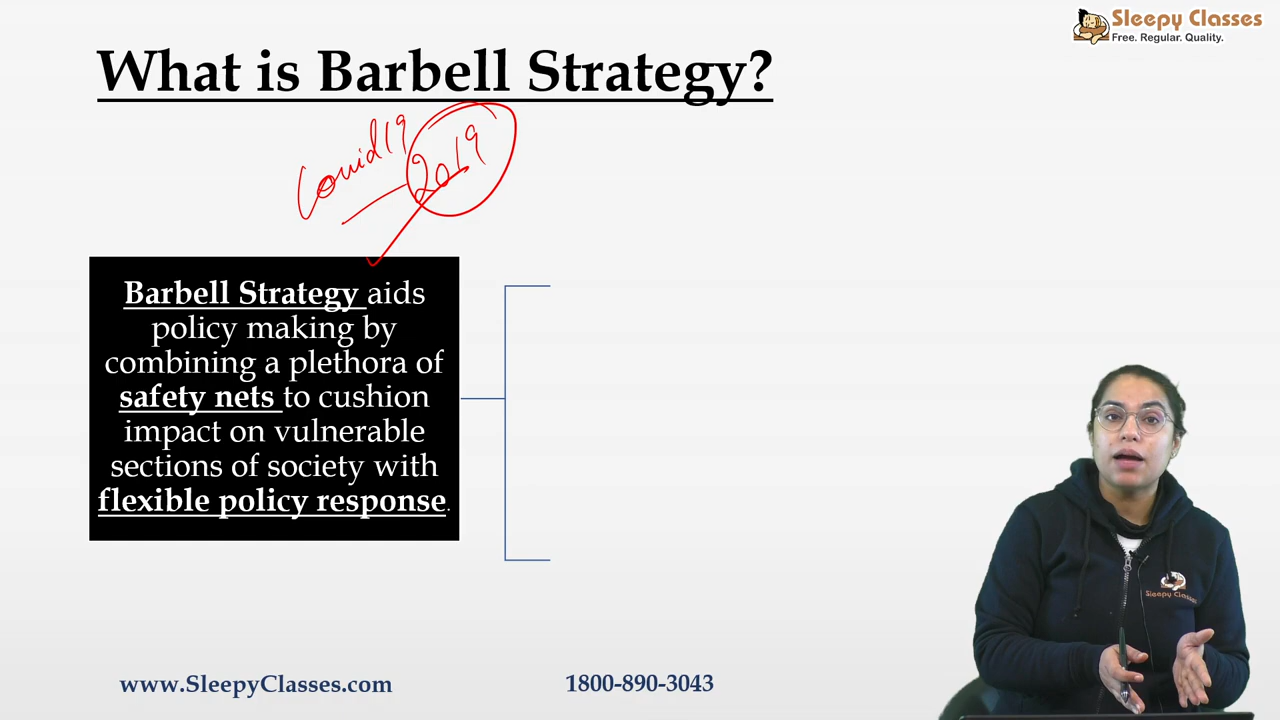 Sleepy Classes
Free. Regular. Quality.
What is Barbell Strategy?
Covid19
2019
Barbell Strategy aids
policy making by
combining a plethora of
safety nets to cushion
impact on vulnerable
sections of society with
flexible policy response.
Sleepy Classes
www.SleepyClasses.com
1800-890-3043